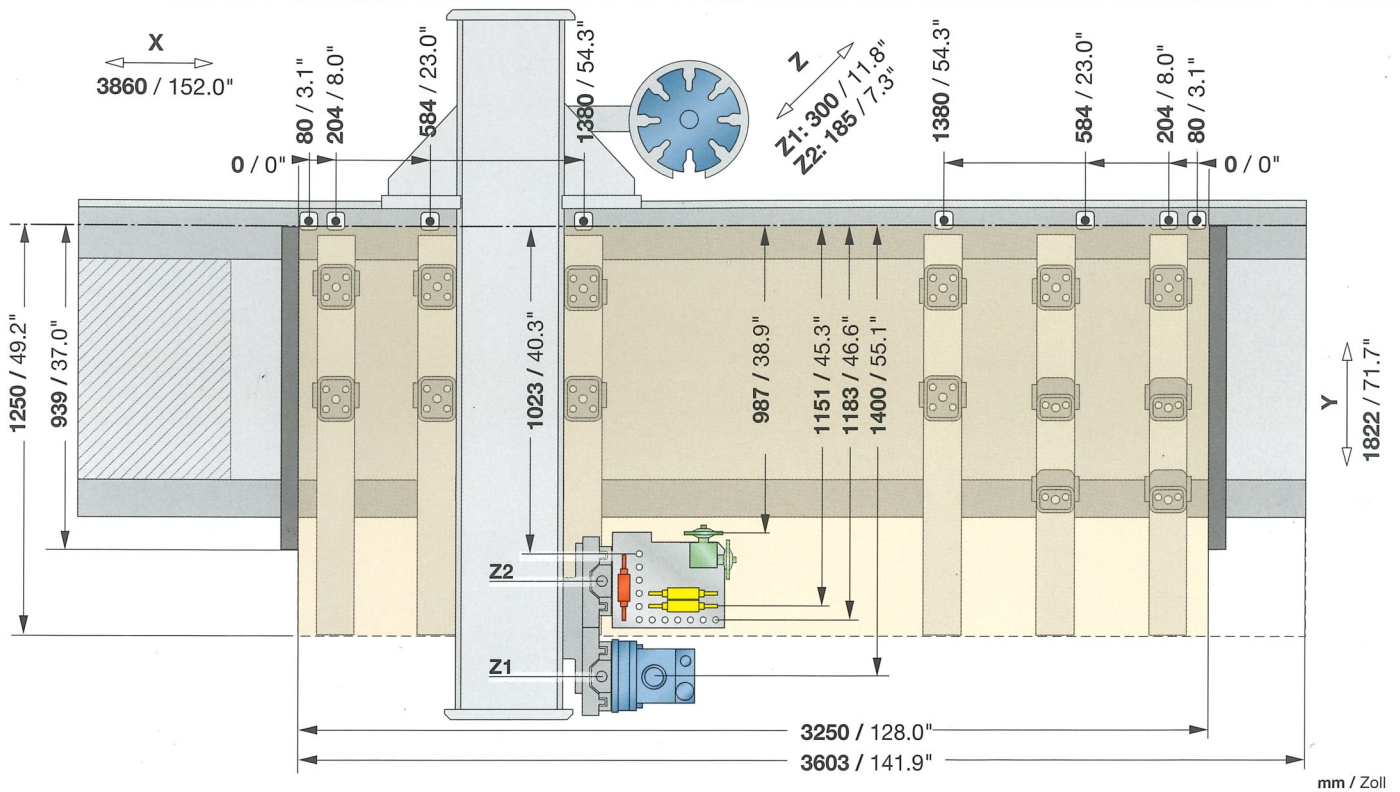 X
3860 / 152.0"
80 / 3.1"
204 / 8.0"
584 / 23.0"
1380 / 54.3"
0 / 0"
Z
Z1: 300 / 11.8"
Z2: 185 / 7.3"
1380 / 54.3"
584 / 23.0"
204 / 8.0"
80 / 3.1"
0 / 0"
1250 / 49.2"
939 / 37.0"
1023 / 40.3"
987 / 38.9"
1151 / 45.3"
1183 / 46.6"
1400 / 55.1"
Y
1822 / 71.7"
Z2
Z1
3250 / 128.0"
3603 / 141.9"
mm / Zoll